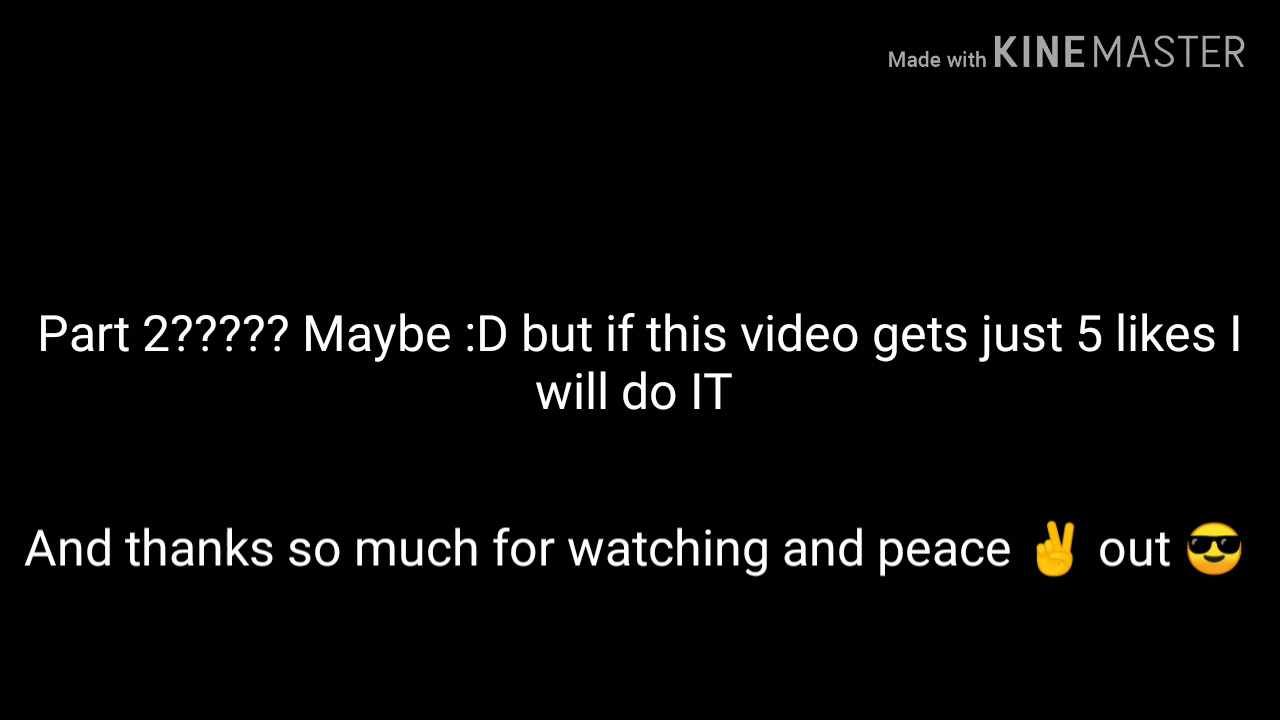 Made with KINEMASTER
Part 2????? Maybe :D but if this video gets just 5 likes I
will do IT
And thanks so much for watching and peace ✌ out 😎